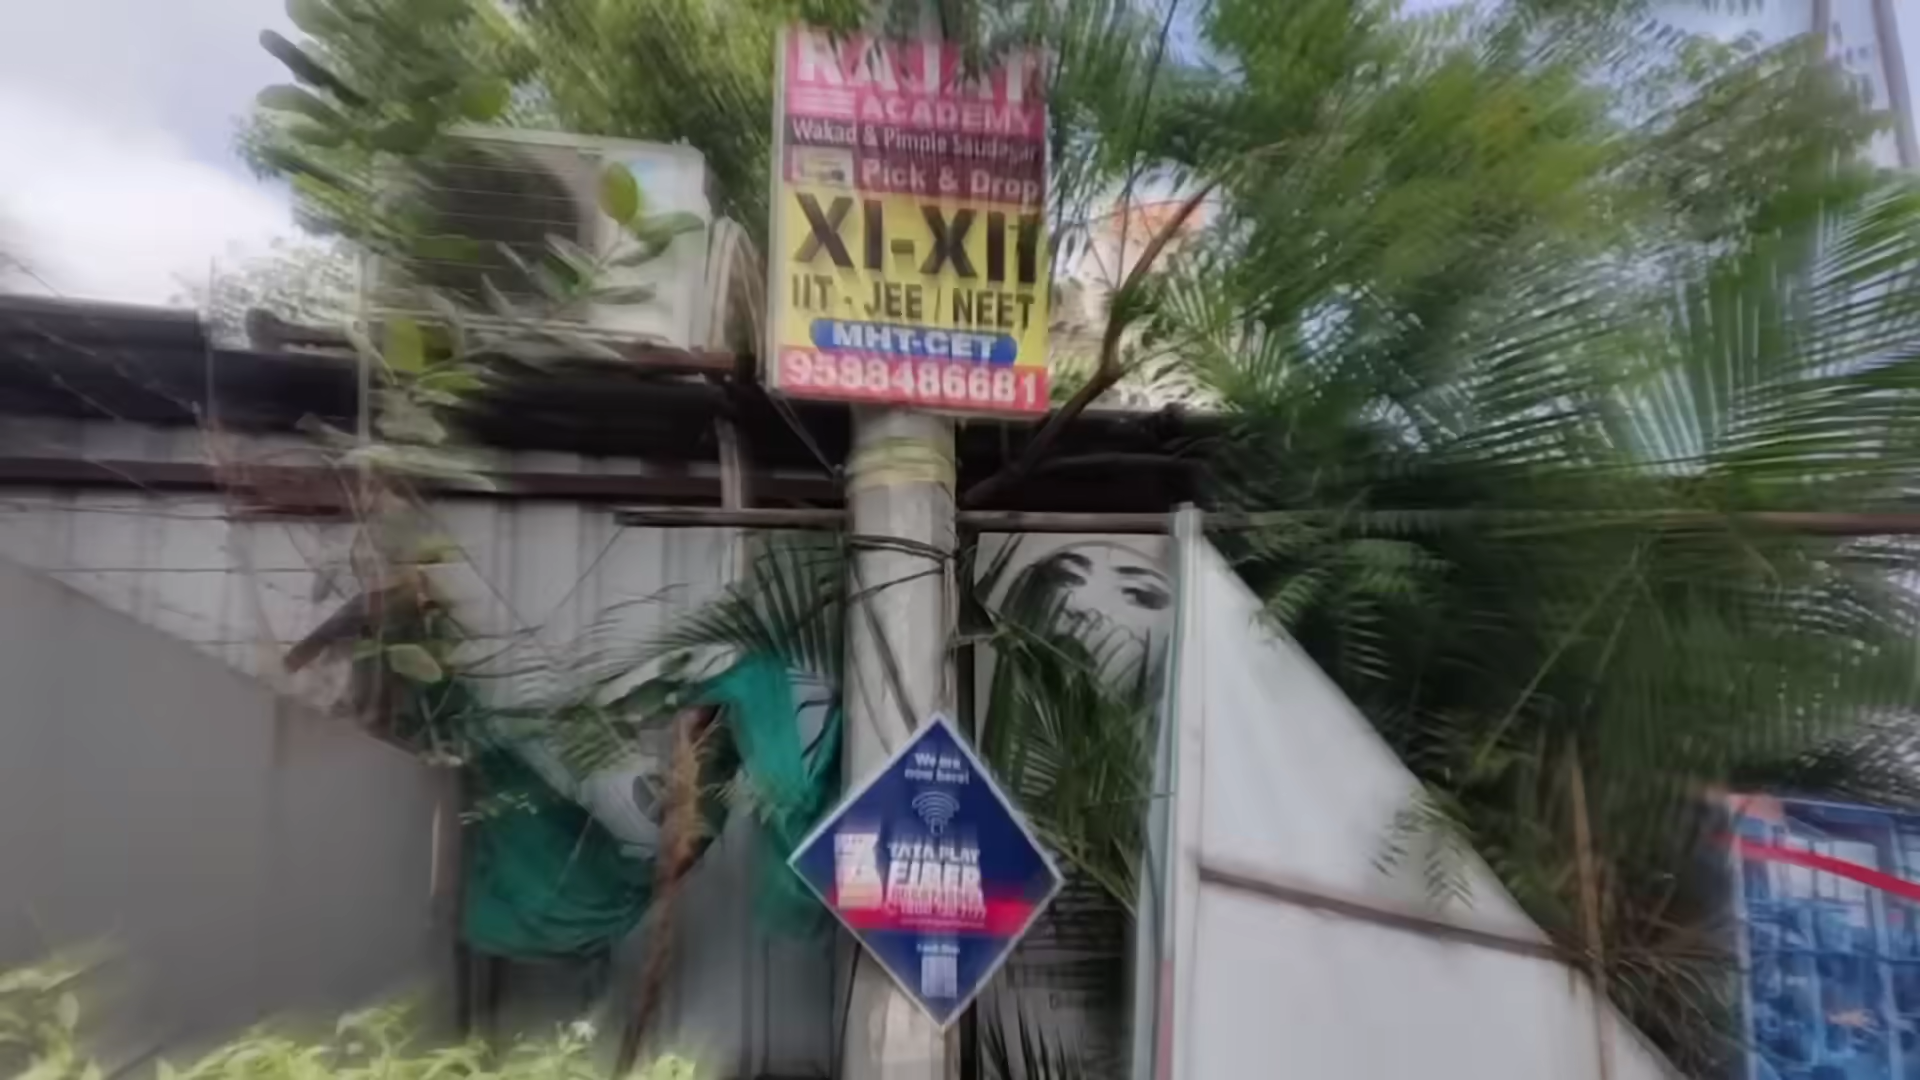 RAJAT
ACADEMY
Wakad & Pimple Saudagar
Pick & Drop
XI-XII
IIT - JEE / NEET
MHT-CET
9588486681
We are
now here!
TATA PLAY
FIBER